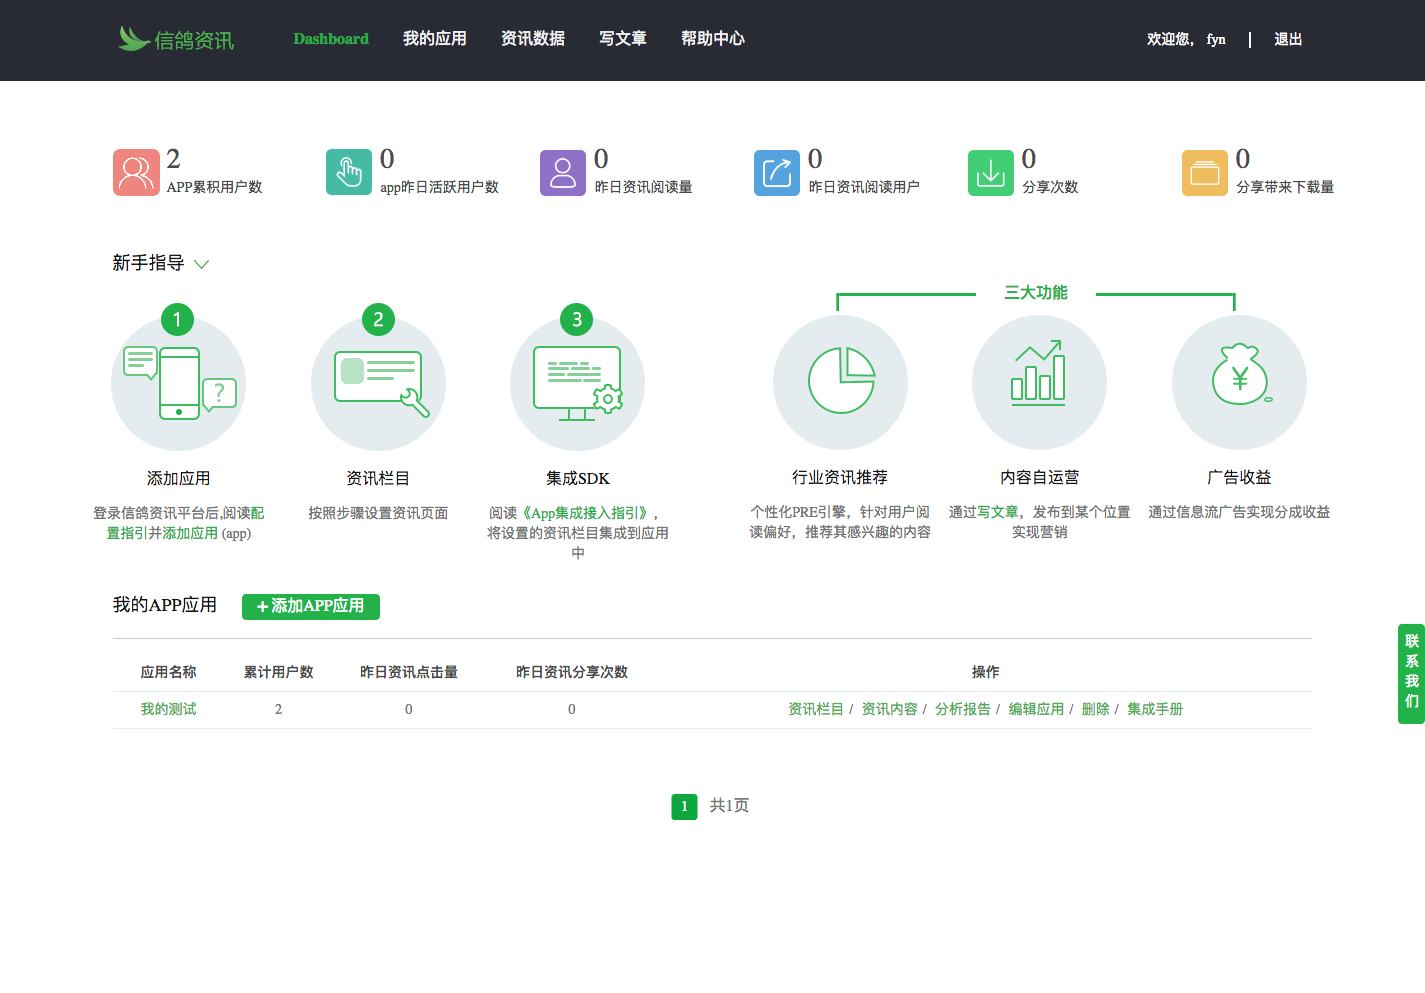 信鸽资讯 Dashboard 我的应用 资讯数据 写文章 帮助中心 欢迎您， fyn | 退出
2 0 0 0 0 0
APP累积用户数 app昨日活跃用户数 昨日资讯阅读量 昨日资讯阅读用户 分享次数 分享带来下载量
新手指导
三大功能
1 2 3
?
¥
添加应用 资讯栏目 集成SDK 行业资讯推荐 内容自运营 广告收益
登录信鸽资讯平台后,阅读配
置指引并添加应用 (app)
按照步骤设置资讯页面
阅读《App集成接入指引》，
将设置的资讯栏目集成到应用
中
个性化PRE引擎，针对用户阅
读偏好，推荐其感兴趣的内容
通过写文章，发布到某个位置
实现营销
通过信息流广告实现分成收益
我的APP应用 +添加APP应用
应用名称 累计用户数 昨日资讯点击量 昨日资讯分享次数 操作
我的测试 2 0 0 资讯栏目 / 资讯内容 / 分析报告 / 编辑应用 / 删除 / 集成手册
联
系
我
们
1 共1页